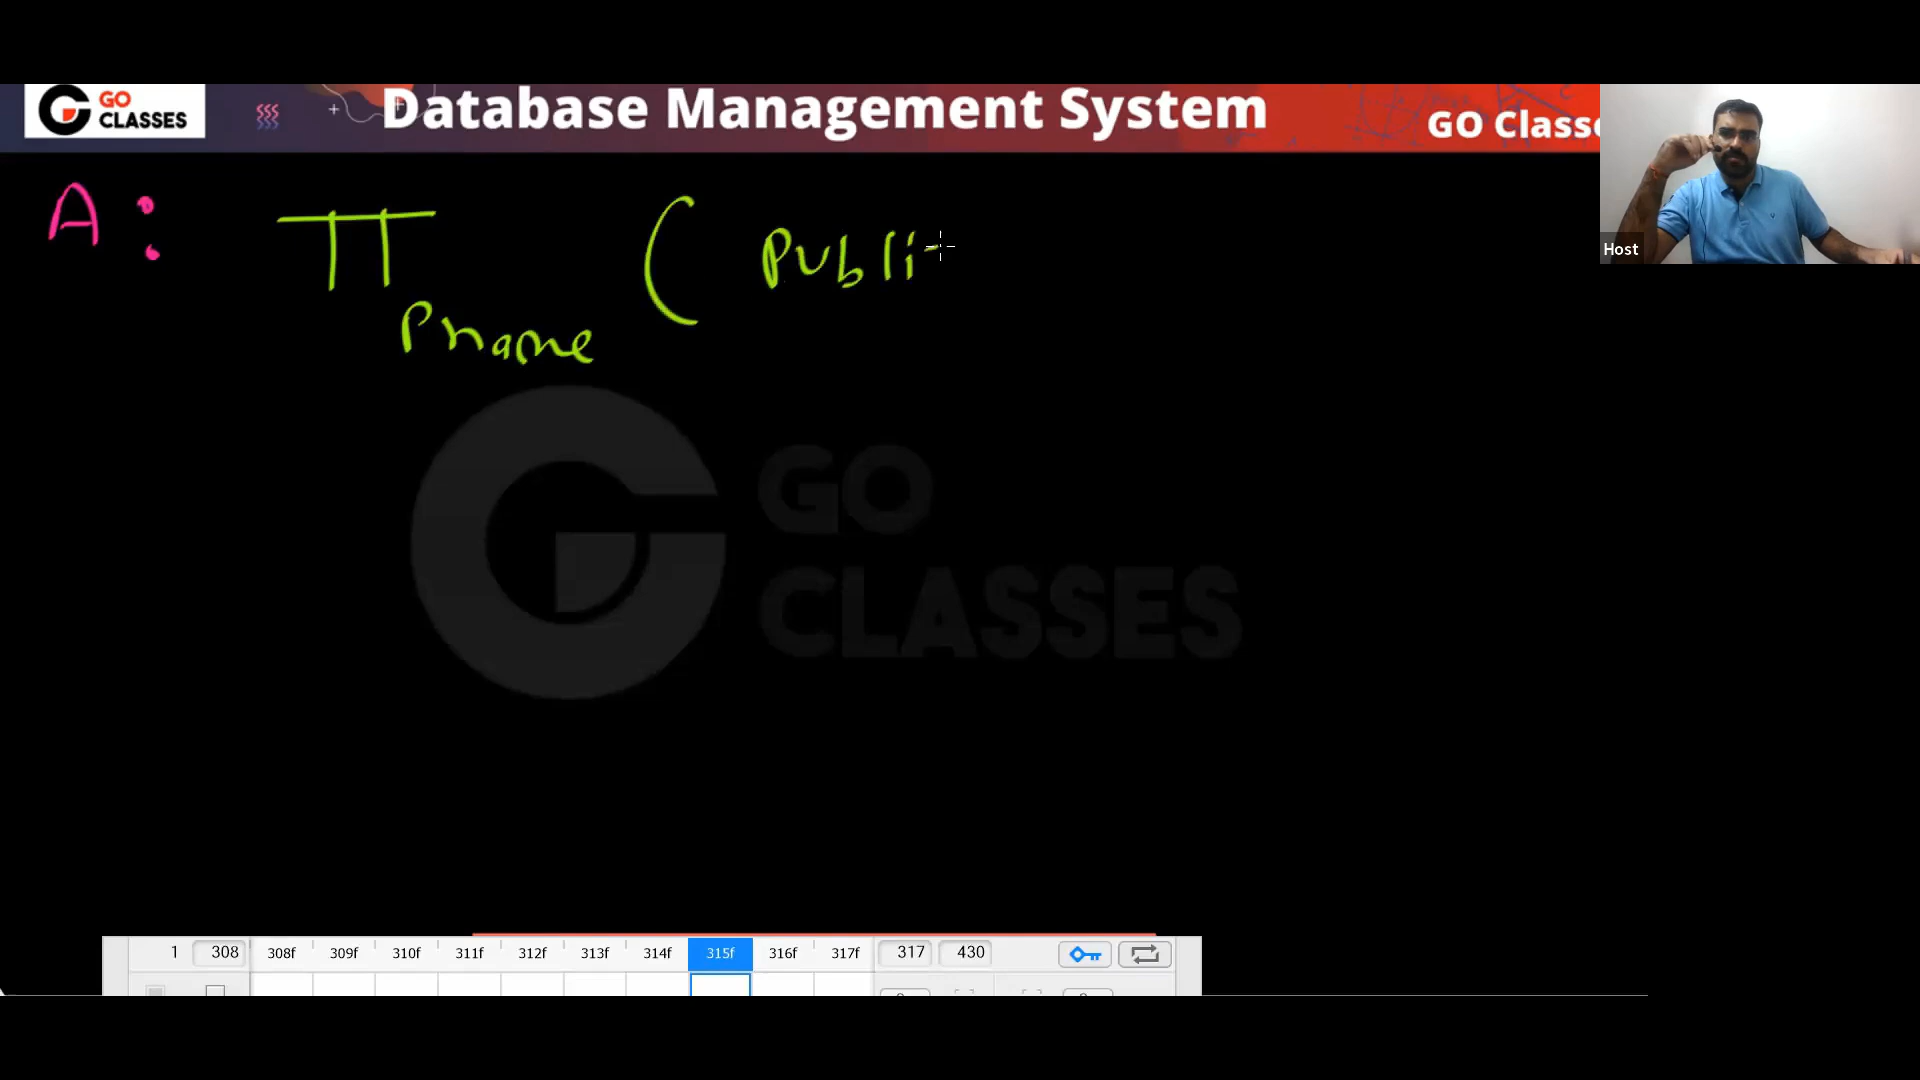 GO
CLASSES
Database Management System
GO Classe
Host
A: π Pname ( Publi
GO
CLASSES
1 308 308f 309f 310f 311f 312f 313f 314f 315f 316f 317f 317 430